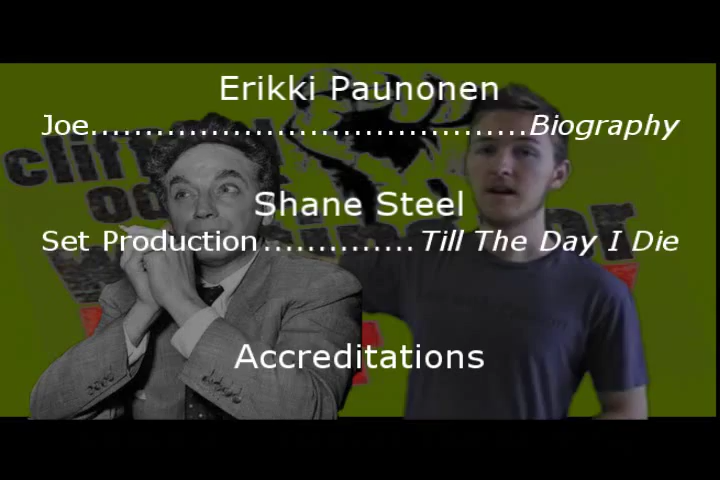 Erikki Paunonen
Joe........................................Biography
Shane Steel
Set Production..............Till The Day I Die
Accreditations